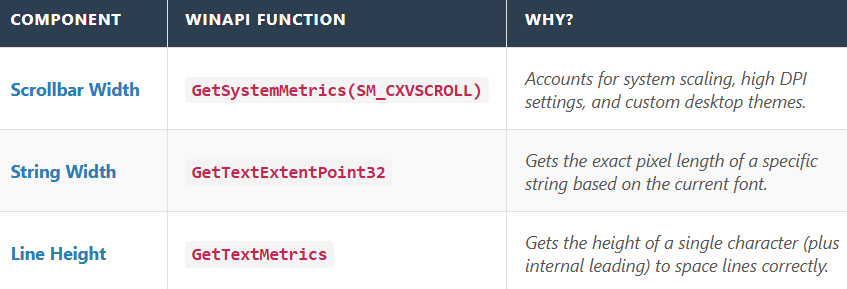 COMPONENT WINAPI FUNCTION WHY?
Scrollbar Width GetSystemMetrics(SM_CXVSCROLL) Accounts for system scaling, high DPI
settings, and custom desktop themes.
String Width GetTextExtentPoint32 Gets the exact pixel length of a specific
string based on the current font.
Line Height GetTextMetrics Gets the height of a single character (plus
internal leading) to space lines correctly.